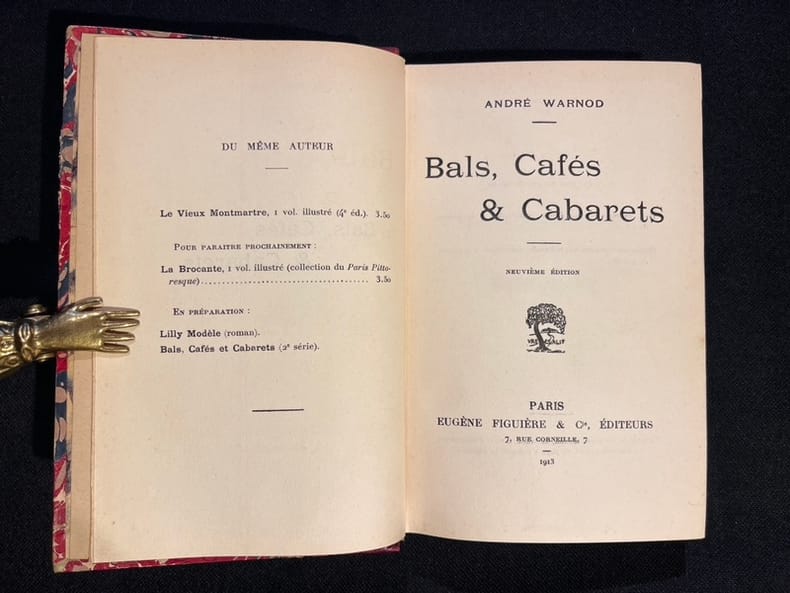 DU MÊME AUTEUR
Le Vieux Montmartre, 1 vol. illustré (4e éd.). 3.50
POUR PARAITRE PROCHAINEMENT :
La Brocante, 1 vol. illustré (collection du Paris Pitto-
resque)..................................... 3.50
EN PRÉPARATION :
Lilly Modèle (roman).
Bals, Cafés et Cabarets (2e série).
ANDRÉ WARNOD
Bals, Cafés
& Cabarets
NEUVIÈME ÉDITION
PARIS
EUGÈNE FIGUIÈRE & Cie, ÉDITEURS
7, RUE CORNEILLE, 7
1913